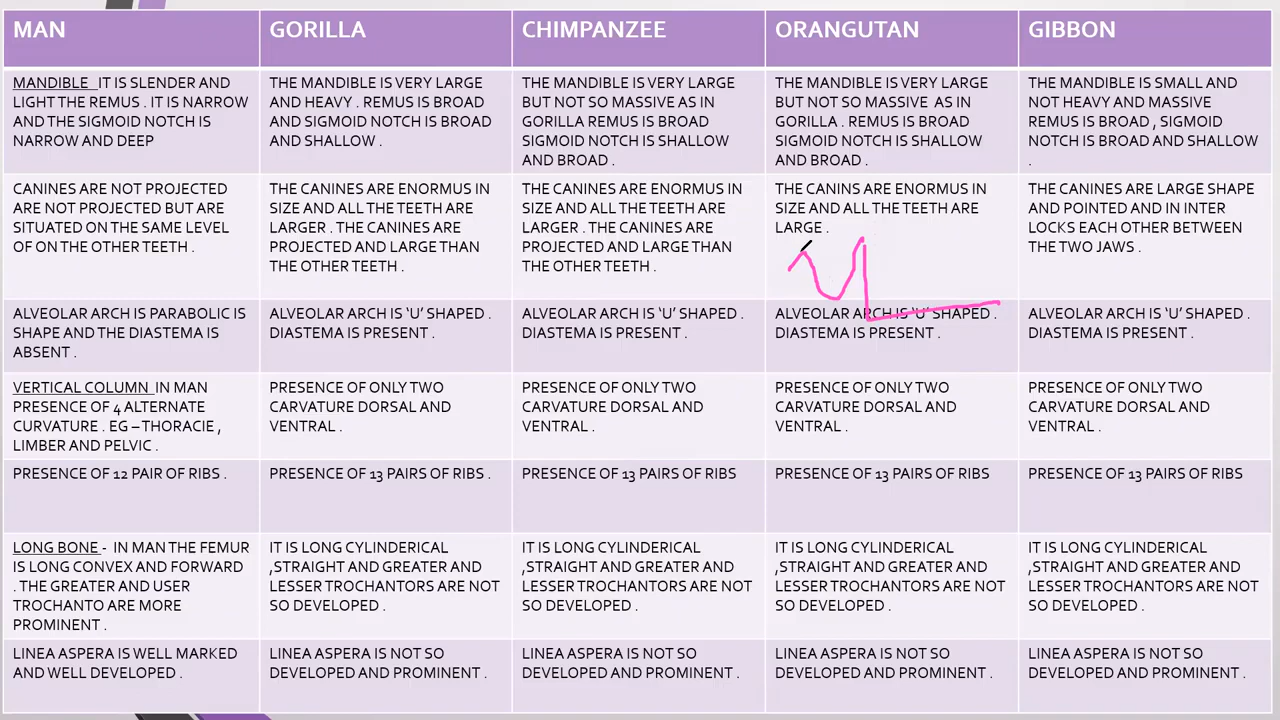 MAN
GORILLA
CHIMPANZEE
ORANGUTAN
GIBBON
MANDIBLE IT IS SLENDER AND
LIGHT THE REMUS . IT IS NARROW
AND THE SIGMOID NOTCH IS
NARROW AND DEEP
THE MANDIBLE IS VERY LARGE
AND HEAVY . REMUS IS BROAD
AND SIGMOID NOTCH IS BROAD
AND SHALLOW .
THE MANDIBLE IS VERY LARGE
BUT NOT SO MASSIVE AS IN
GORILLA REMUS IS BROAD
SIGMOID NOTCH IS SHALLOW
AND BROAD .
THE MANDIBLE IS VERY LARGE
BUT NOT SO MASSIVE AS IN
GORILLA . REMUS IS BROAD
SIGMOID NOTCH IS SHALLOW
AND BROAD .
THE MANDIBLE IS SMALL AND
NOT HEAVY AND MASSIVE
REMUS IS BROAD , SIGMOID
NOTCH IS BROAD AND SHALLOW
.
CANINES ARE NOT PROJECTED
ARE NOT PROJECTED BUT ARE
SITUATED ON THE SAME LEVEL
OF ON THE OTHER TEETH .
THE CANINES ARE ENORMUS IN
SIZE AND ALL THE TEETH ARE
LARGER . THE CANINES ARE
PROJECTED AND LARGE THAN
THE OTHER TEETH .
THE CANINES ARE ENORMUS IN
SIZE AND ALL THE TEETH ARE
LARGER . THE CANINES ARE
PROJECTED AND LARGE THAN
THE OTHER TEETH .
THE CANINS ARE ENORMUS IN
SIZE AND ALL THE TEETH ARE
LARGE .
THE CANINES ARE LARGE SHAPE
AND POINTED AND IN INTER
LOCKS EACH OTHER BETWEEN
THE TWO JAWS .
ALVEOLAR ARCH IS PARABOLIC IS
SHAPE AND THE DIASTEMA IS
ABSENT .
ALVEOLAR ARCH IS ‘U’ SHAPED .
DIASTEMA IS PRESENT .
ALVEOLAR ARCH IS ‘U’ SHAPED .
DIASTEMA IS PRESENT .
ALVEOLAR ARCH IS ‘U’ SHAPED .
DIASTEMA IS PRESENT .
ALVEOLAR ARCH IS ‘U’ SHAPED .
DIASTEMA IS PRESENT .
VERTICAL COLUMN IN MAN
PRESENCE OF 4 ALTERNATE
CURVATURE . EG – THORACIE ,
LIMBER AND PELVIC .
PRESENCE OF ONLY TWO
CARVATURE DORSAL AND
VENTRAL .
PRESENCE OF ONLY TWO
CARVATURE DORSAL AND
VENTRAL .
PRESENCE OF ONLY TWO
CARVATURE DORSAL AND
VENTRAL .
PRESENCE OF ONLY TWO
CARVATURE DORSAL AND
VENTRAL .
PRESENCE OF 12 PAIR OF RIBS .
PRESENCE OF 13 PAIRS OF RIBS .
PRESENCE OF 13 PAIRS OF RIBS
PRESENCE OF 13 PAIRS OF RIBS
PRESENCE OF 13 PAIRS OF RIBS
LONG BONE - IN MAN THE FEMUR
IS LONG CONVEX AND FORWARD
. THE GREATER AND USER
TROCHANTO ARE MORE
PROMINENT .
IT IS LONG CYLINDERICAL
,STRAIGHT AND GREATER AND
LESSER TROCHANTORS ARE NOT
SO DEVELOPED .
IT IS LONG CYLINDERICAL
,STRAIGHT AND GREATER AND
LESSER TROCHANTORS ARE NOT
SO DEVELOPED .
IT IS LONG CYLINDERICAL
,STRAIGHT AND GREATER AND
LESSER TROCHANTORS ARE NOT
SO DEVELOPED .
IT IS LONG CYLINDERICAL
,STRAIGHT AND GREATER AND
LESSER TROCHANTORS ARE NOT
SO DEVELOPED .
LINEA ASPERA IS WELL MARKED
AND WELL DEVELOPED .
LINEA ASPERA IS NOT SO
DEVELOPED AND PROMINENT .
LINEA ASPERA IS NOT SO
DEVELOPED AND PROMINENT .
LINEA ASPERA IS NOT SO
DEVELOPED AND PROMINENT .
LINEA ASPERA IS NOT SO
DEVELOPED AND PROMINENT .